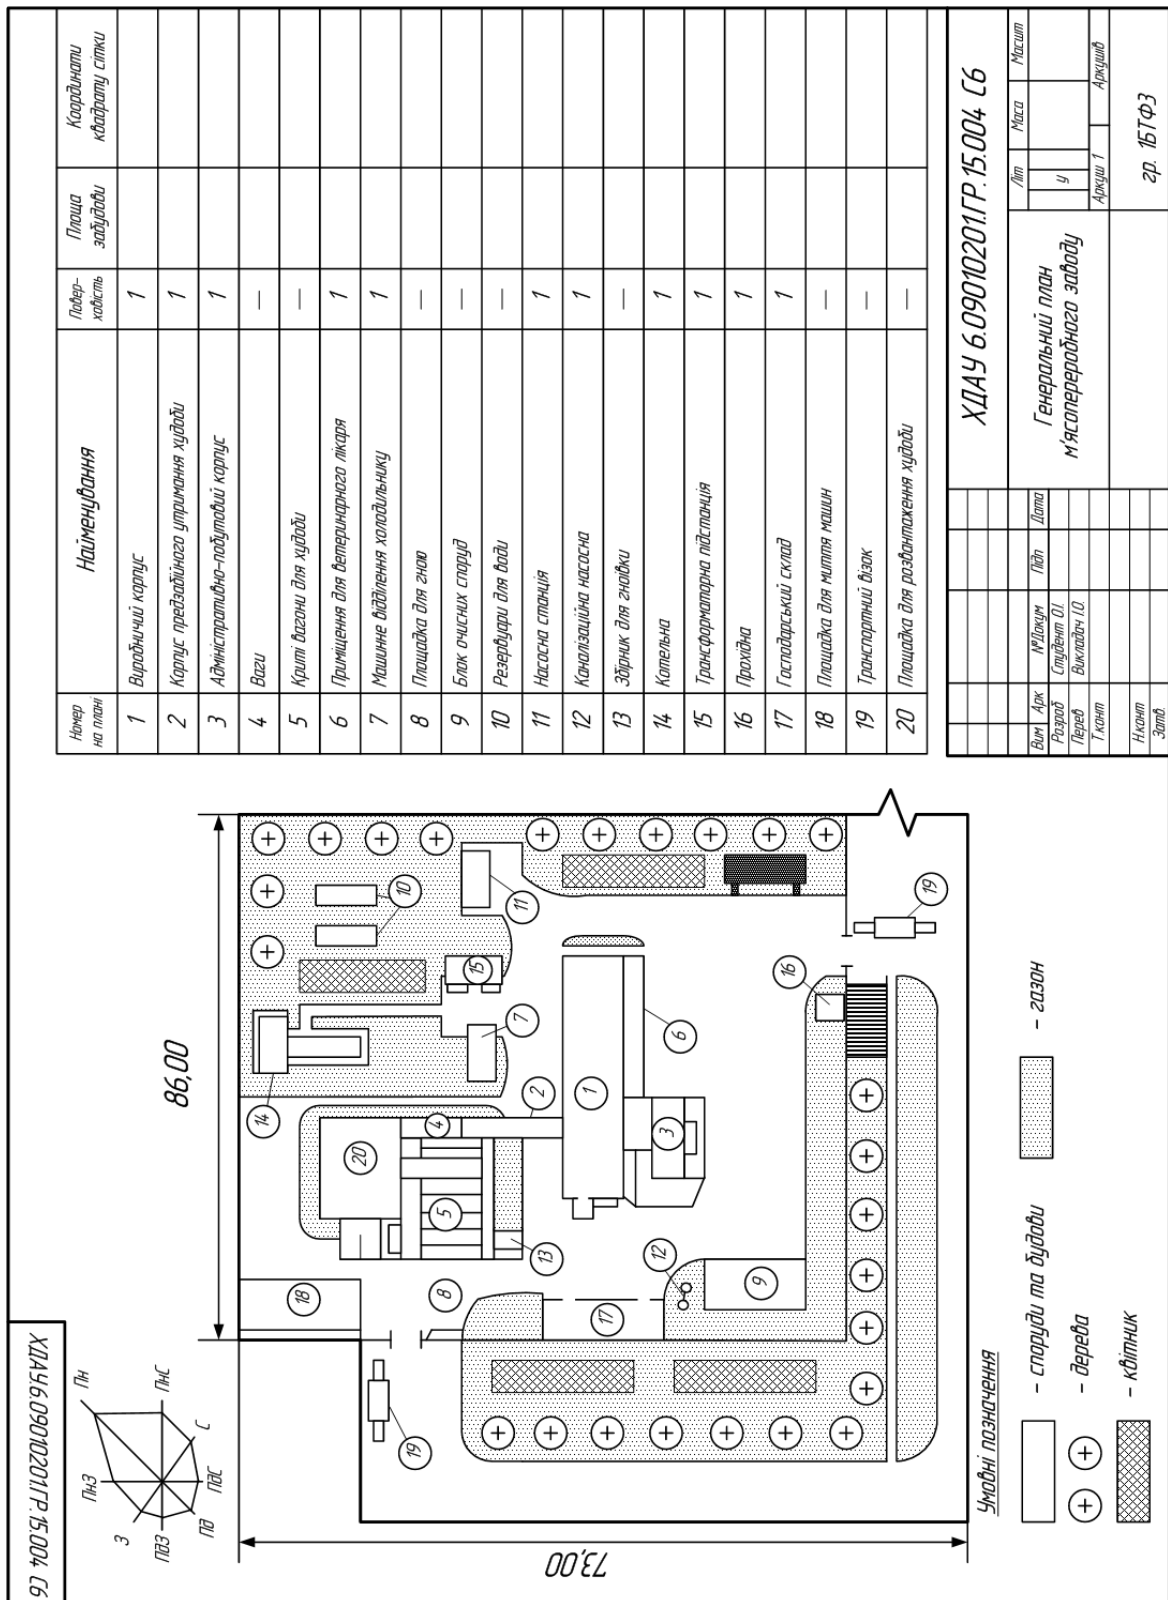 ХДАУ.6.09010201.ГР.15.004 С6
Пн
ПнС
С
ПдС
Пд
ПдЗ
З
ПнЗ
86,00
73,00
18
20
14
10
11
15
7
4
2
5
13
8
19
1
6
3
12
9
17
16
19
Умовні позначення
– споруди та будови
– дерева
– квітник
– газон
Номер на плані
Найменування
Повер-
ховість
Площа
забудови
Координати
квадрату сітки
1 Виробничий корпус 1
2 Корпус предзабійного утримання худоби 1
3 Адміністративно-побутовий корпус 1
4 Ваги —
5 Криті вагони для худоби —
6 Приміщення для ветеринарного лікаря 1
7 Машинне відділення холодильнику 1
8 Площадка для гною —
9 Блок очисних споруд —
10 Резервуари для води —
11 Насосна станція 1
12 Каналізаційна насосна 1
13 Збірник для гноївки —
14 Котельна 1
15 Трансформаторна підстанція 1
16 Прохідна 1
17 Господарський склад 1
18 Площадка для миття машин —
19 Транспортний візок —
20 Площадка для розвантаження худоби —
ХДАУ 6.09010201.ГР.15.004 С6
Вим Арк №Докум Підп Дата
Розроб Студент О.І.
Перев Викладач І.О.
Т.конт
Н.конт
Затв.
Генеральний план
м'ясопереробного заводу
Літ Маса Масшт
У
Аркуш 1 Аркушів
гр. 1БТФЗ